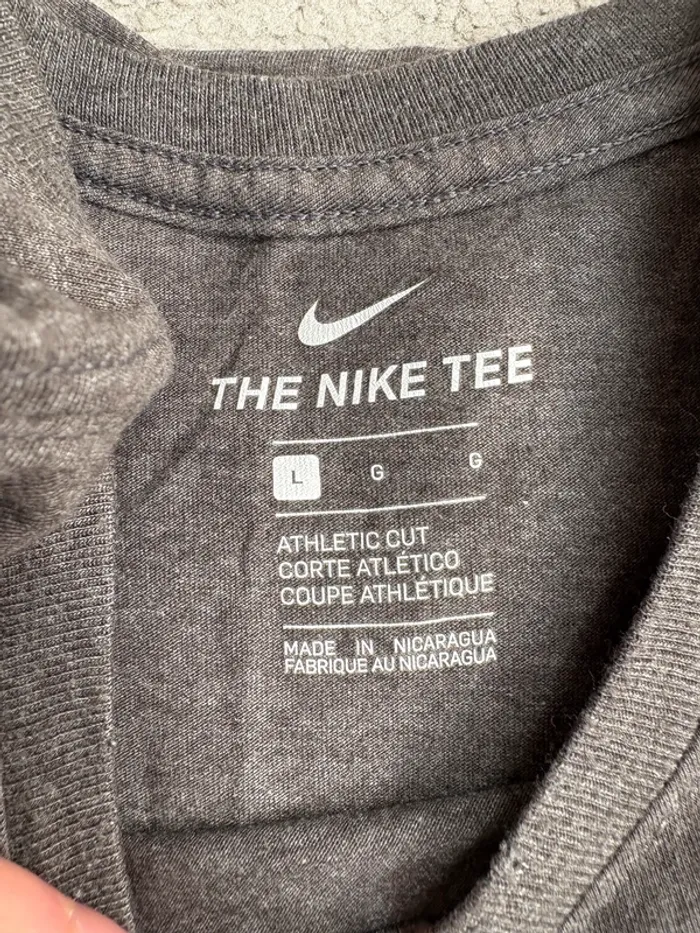 THE NIKE TEE
L G G
ATHLETIC CUT
CORTE ATLÉTICO
COUPE ATHLÉTIQUE
MADE IN NICARAGUA
FABRIQUE AU NICARAGUA